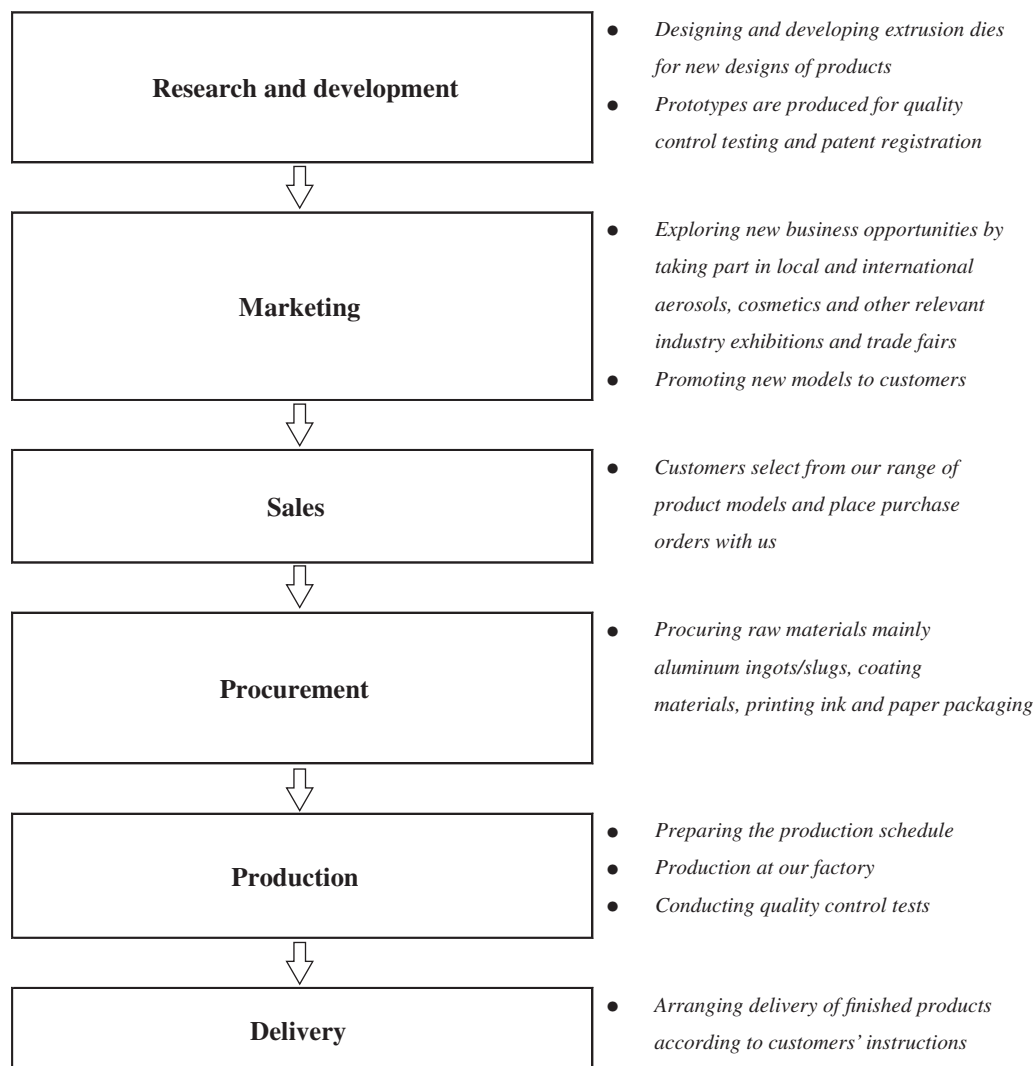 Research and development
● Designing and developing extrusion dies
for new designs of products
● Prototypes are produced for quality
control testing and patent registration
Marketing
● Exploring new business opportunities by
taking part in local and international
aerosols, cosmetics and other relevant
industry exhibitions and trade fairs
● Promoting new models to customers
Sales
● Customers select from our range of
product models and place purchase
orders with us
Procurement
● Procuring raw materials mainly
aluminum ingots/slugs, coating
materials, printing ink and paper packaging
Production
● Preparing the production schedule
● Production at our factory
● Conducting quality control tests
Delivery
● Arranging delivery of finished products
according to customers’ instructions